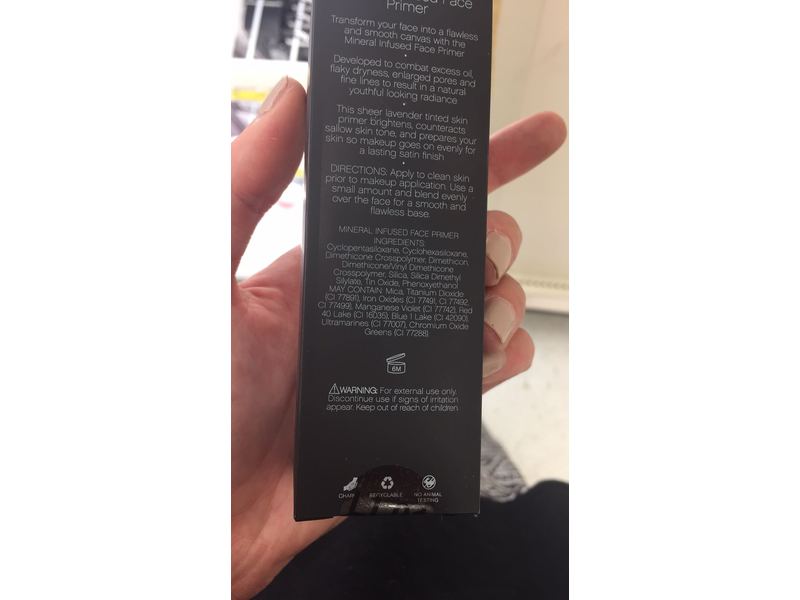 Face
Primer
Transform your face into a flawless
and smooth canvas with the
Mineral Infused Face Primer
•
Developed to combat excess oil,
flaky dryness, enlarged pores and
fine lines to result in a natural
youthful looking radiance
•
This sheer lavender tinted skin
primer brightens, counteracts
sallow skin tone, and prepares your
skin so makeup goes on evenly for
a lasting satin finish
•
DIRECTIONS: Apply to clean skin
prior to makeup application. Use a
small amount and blend evenly
over the face for a smooth and
flawless base.
MINERAL INFUSED FACE PRIMER
INGREDIENTS:
Cyclopentasiloxane, Cyclohexasiloxane,
Dimethicone Crosspolymer, Dimethicon,
Dimethicone/Vinyl Dimethicone
Crosspolymer, Silica, Silica Dimethyl
Silylate, Tin Oxide, Phenoxyethanol
MAY CONTAIN: Mica, Titanium Dioxide
(CI 77891), Iron Oxides (CI 77491, CI 77492,
CI 77499), Manganese Violet (CI 77742), Red
40 Lake (CI 16035), Blue 1 Lake (CI 42090),
Ultramarines (CI 77007), Chromium Oxide
Greens (CI 77288)
6M
WARNING: For external use only.
Discontinue use if signs of irritation
appear. Keep out of reach of children
RECYCLABLE
NO ANIMAL
TESTING